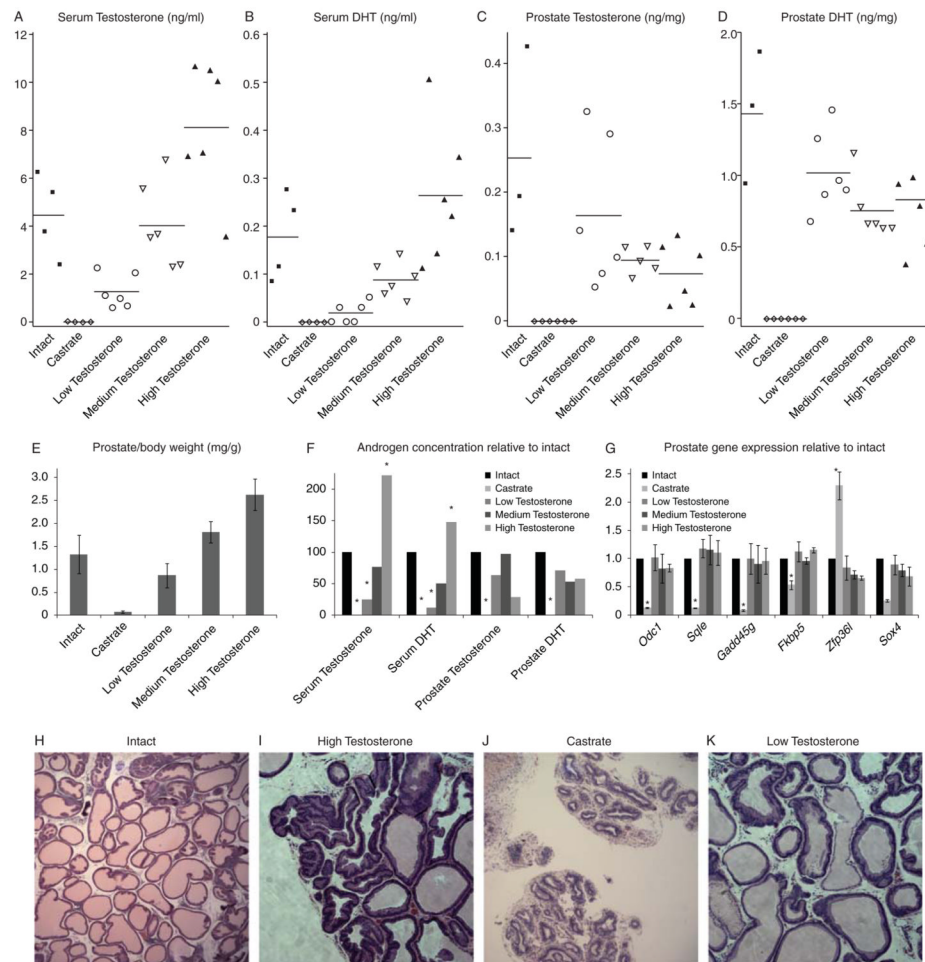 A Serum Testosterone (ng/ml)
12
10
8
6
4
2
0
Intact
Castrate
Low Testosterone
Medium Testosterone
High Testosterone
B Serum DHT (ng/ml)
0.6
0.5
0.4
0.3
0.2
0.1
0
Intact
Castrate
Low Testosterone
Medium Testosterone
High Testosterone
C Prostate Testosterone (ng/mg)
0.4
0.3
0.2
0.1
0
Intact
Castrate
Low Testosterone
Medium Testosterone
High Testosterone
D Prostate DHT (ng/mg)
2.0
1.5
1.0
0.5
0
Intact
Castrate
Low Testosterone
Medium Testosterone
High Testosterone
E Prostate/body weight (mg/g)
3.0
2.5
2.0
1.5
1.0
0.5
0
Intact
Castrate
Low Testosterone
Medium Testosterone
High Testosterone
F Androgen concentration relative to intact
200
150
100
50
0
Intact
Castrate
Low Testosterone
Medium Testosterone
High Testosterone
* * * * * * *
Serum Testosterone
Serum DHT
Prostate Testosterone
Prostate DHT
G Prostate gene expression relative to intact
2.5
2.0
1.5
1.0
0.5
0
Intact
Castrate
Low Testosterone
Medium Testosterone
High Testosterone
* * * * *
Odc1
Sqle
Gadd45g
Fkbp5
Zfp36l
Sox4
H Intact
I High Testosterone
J Castrate
K Low Testosterone